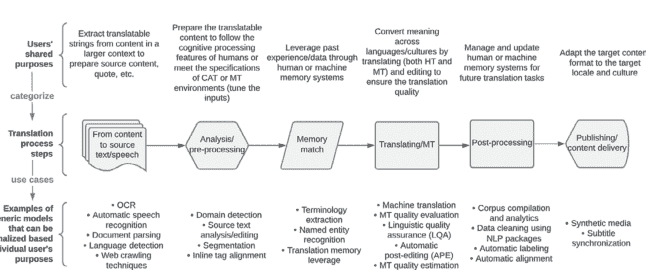 Users'
shared
purposes
categorize
Translation
process
steps
use cases
Examples of
neric models
that can be
nalized based
ividual user's
purposes
Extract translatable
strings from content in a
larger context to
prepare source content,
quote, etc.
Prepare the translatable
content to follow the
cognitive processing
features of humans or
meet the specifications
of CAT or MT
environments (tune the
inputs)
Leverage past
experience/data through
human or machine
memory systems
Convert meaning
across
languages/cultures by
translating (both HT and
MT) and editing to
ensure the translation
quality
Manage and update
human or machine
memory systems for
future translation tasks
Adapt the target conten
format to the target
locale and culture
From content
to source
text/speech
Analysis/
pre-processing
Memory
match
Translating/MT
Post-processing
Publishing/
content delivery
• OCR
• Automatic speech
recognition
• Document parsing
• Language detection
• Web crawling
techniques
• Domain detection
• Source text
analysis/editing
• Segmentation
• Inline tag alignment
• Terminology
extraction
• Named entity
recognition
• Translation memory
leverage
• Machine translation
• MT quality evaluation
• Linguistic quality
assurance (LQA)
• Automatic
post-editing (APE)
• MT quality estimation
• Corpus compilation
and analytics
• Data cleaning using
NLP packages
• Automatic labeling
• Automatic alignment
• Synthetic media
• Subtitle
synchronization